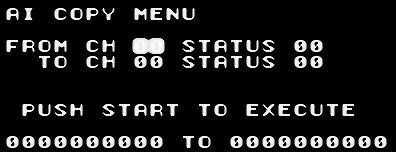 AI COPY MENU
FROM CH 00 STATUS 00
TO CH 00 STATUS 00
PUSH START TO EXECUTE
0000000000 TO 0000000000